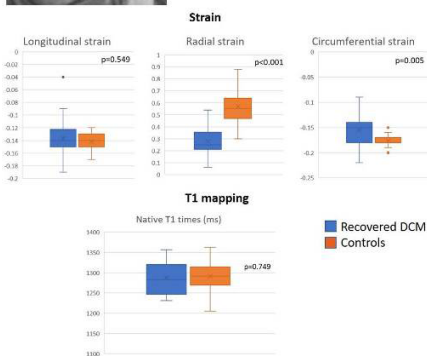 Strain
Longitudinal strain
0
-0.02
-0.04
-0.06
-0.08
-0.1
-0.12
-0.14
-0.16
-0.18
-0.2
p=0.549
Radial strain
1
0.9
0.8
0.7
0.6
0.5
0.4
0.3
0.2
0.1
0
p<0.001
Circumferential strain
0
-0.05
-0.1
-0.15
-0.2
-0.25
p=0.005
T1 mapping
Native T1 times (ms)
1400
1350
1300
1250
1200
1150
1100
p=0.749
Recovered DCM
Controls